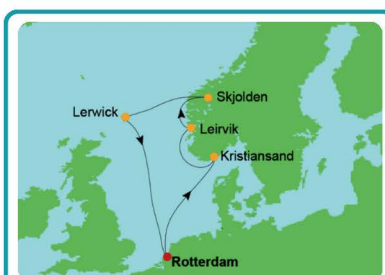 Skjolden
Lerwick
Leirvik
Kristiansand
Rotterdam